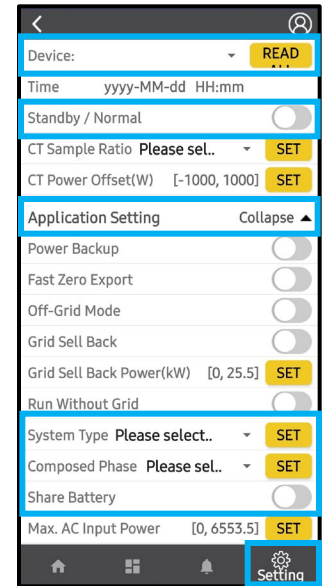 Device: READ
Time yyyy-MM-dd HH:mm
Standby / Normal
CT Sample Ratio Please sel.. SET
CT Power Offset(W) [-1000, 1000] SET
Application Setting Collapse
Power Backup
Fast Zero Export
Off-Grid Mode
Grid Sell Back
Grid Sell Back Power(kW) [0, 25.5] SET
Run Without Grid
System Type Please select.. SET
Composed Phase Please sel.. SET
Share Battery
Max. AC Input Power [0, 6553.5] SET
Setting